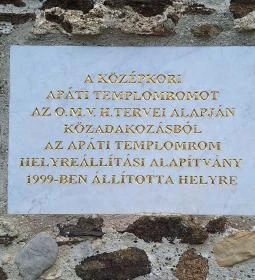 A KÖZÉPKORI
APÁTI TEMPLOMROMOT
AZ O.M.V.H.TERVEI ALAPJÁN
KÖZADAKOZÁSBÓL
AZ APÁTI TEMPLOMROM
HELYREÁLLÍTÁSI ALAPÍTVÁNY
1999-BEN ÁLLÍTOTTA HELYRE